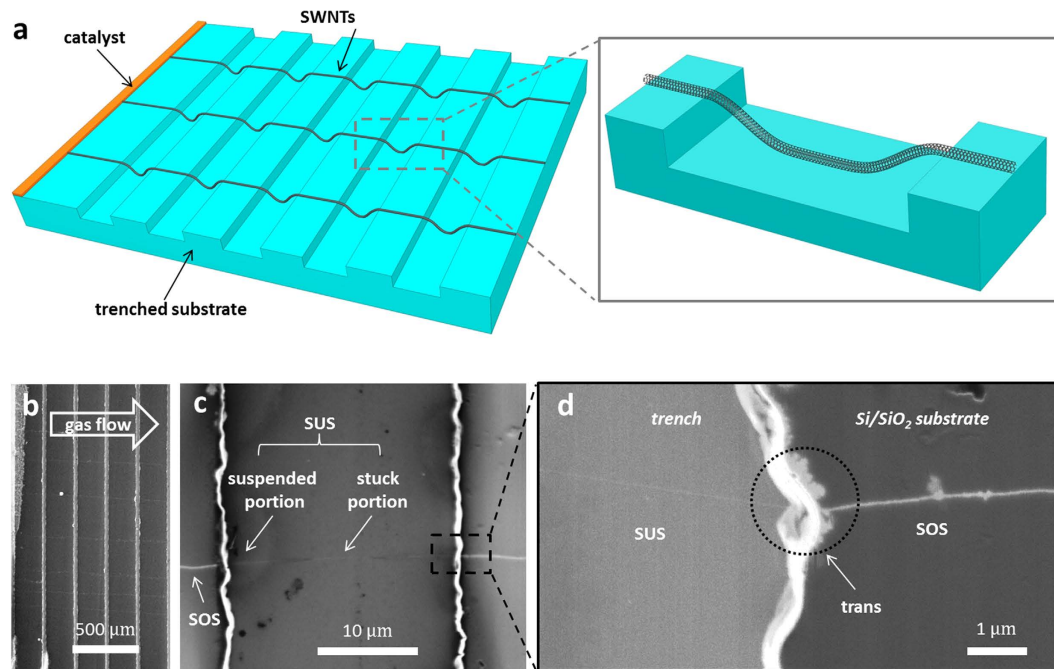 a
SWNTs
catalyst
trenched substrate
b
gas flow
500 µm
c
SUS
suspended
portion
stuck
portion
SOS
10 µm
d
trench
Si/SiO₂ substrate
SUS
SOS
trans
1 µm